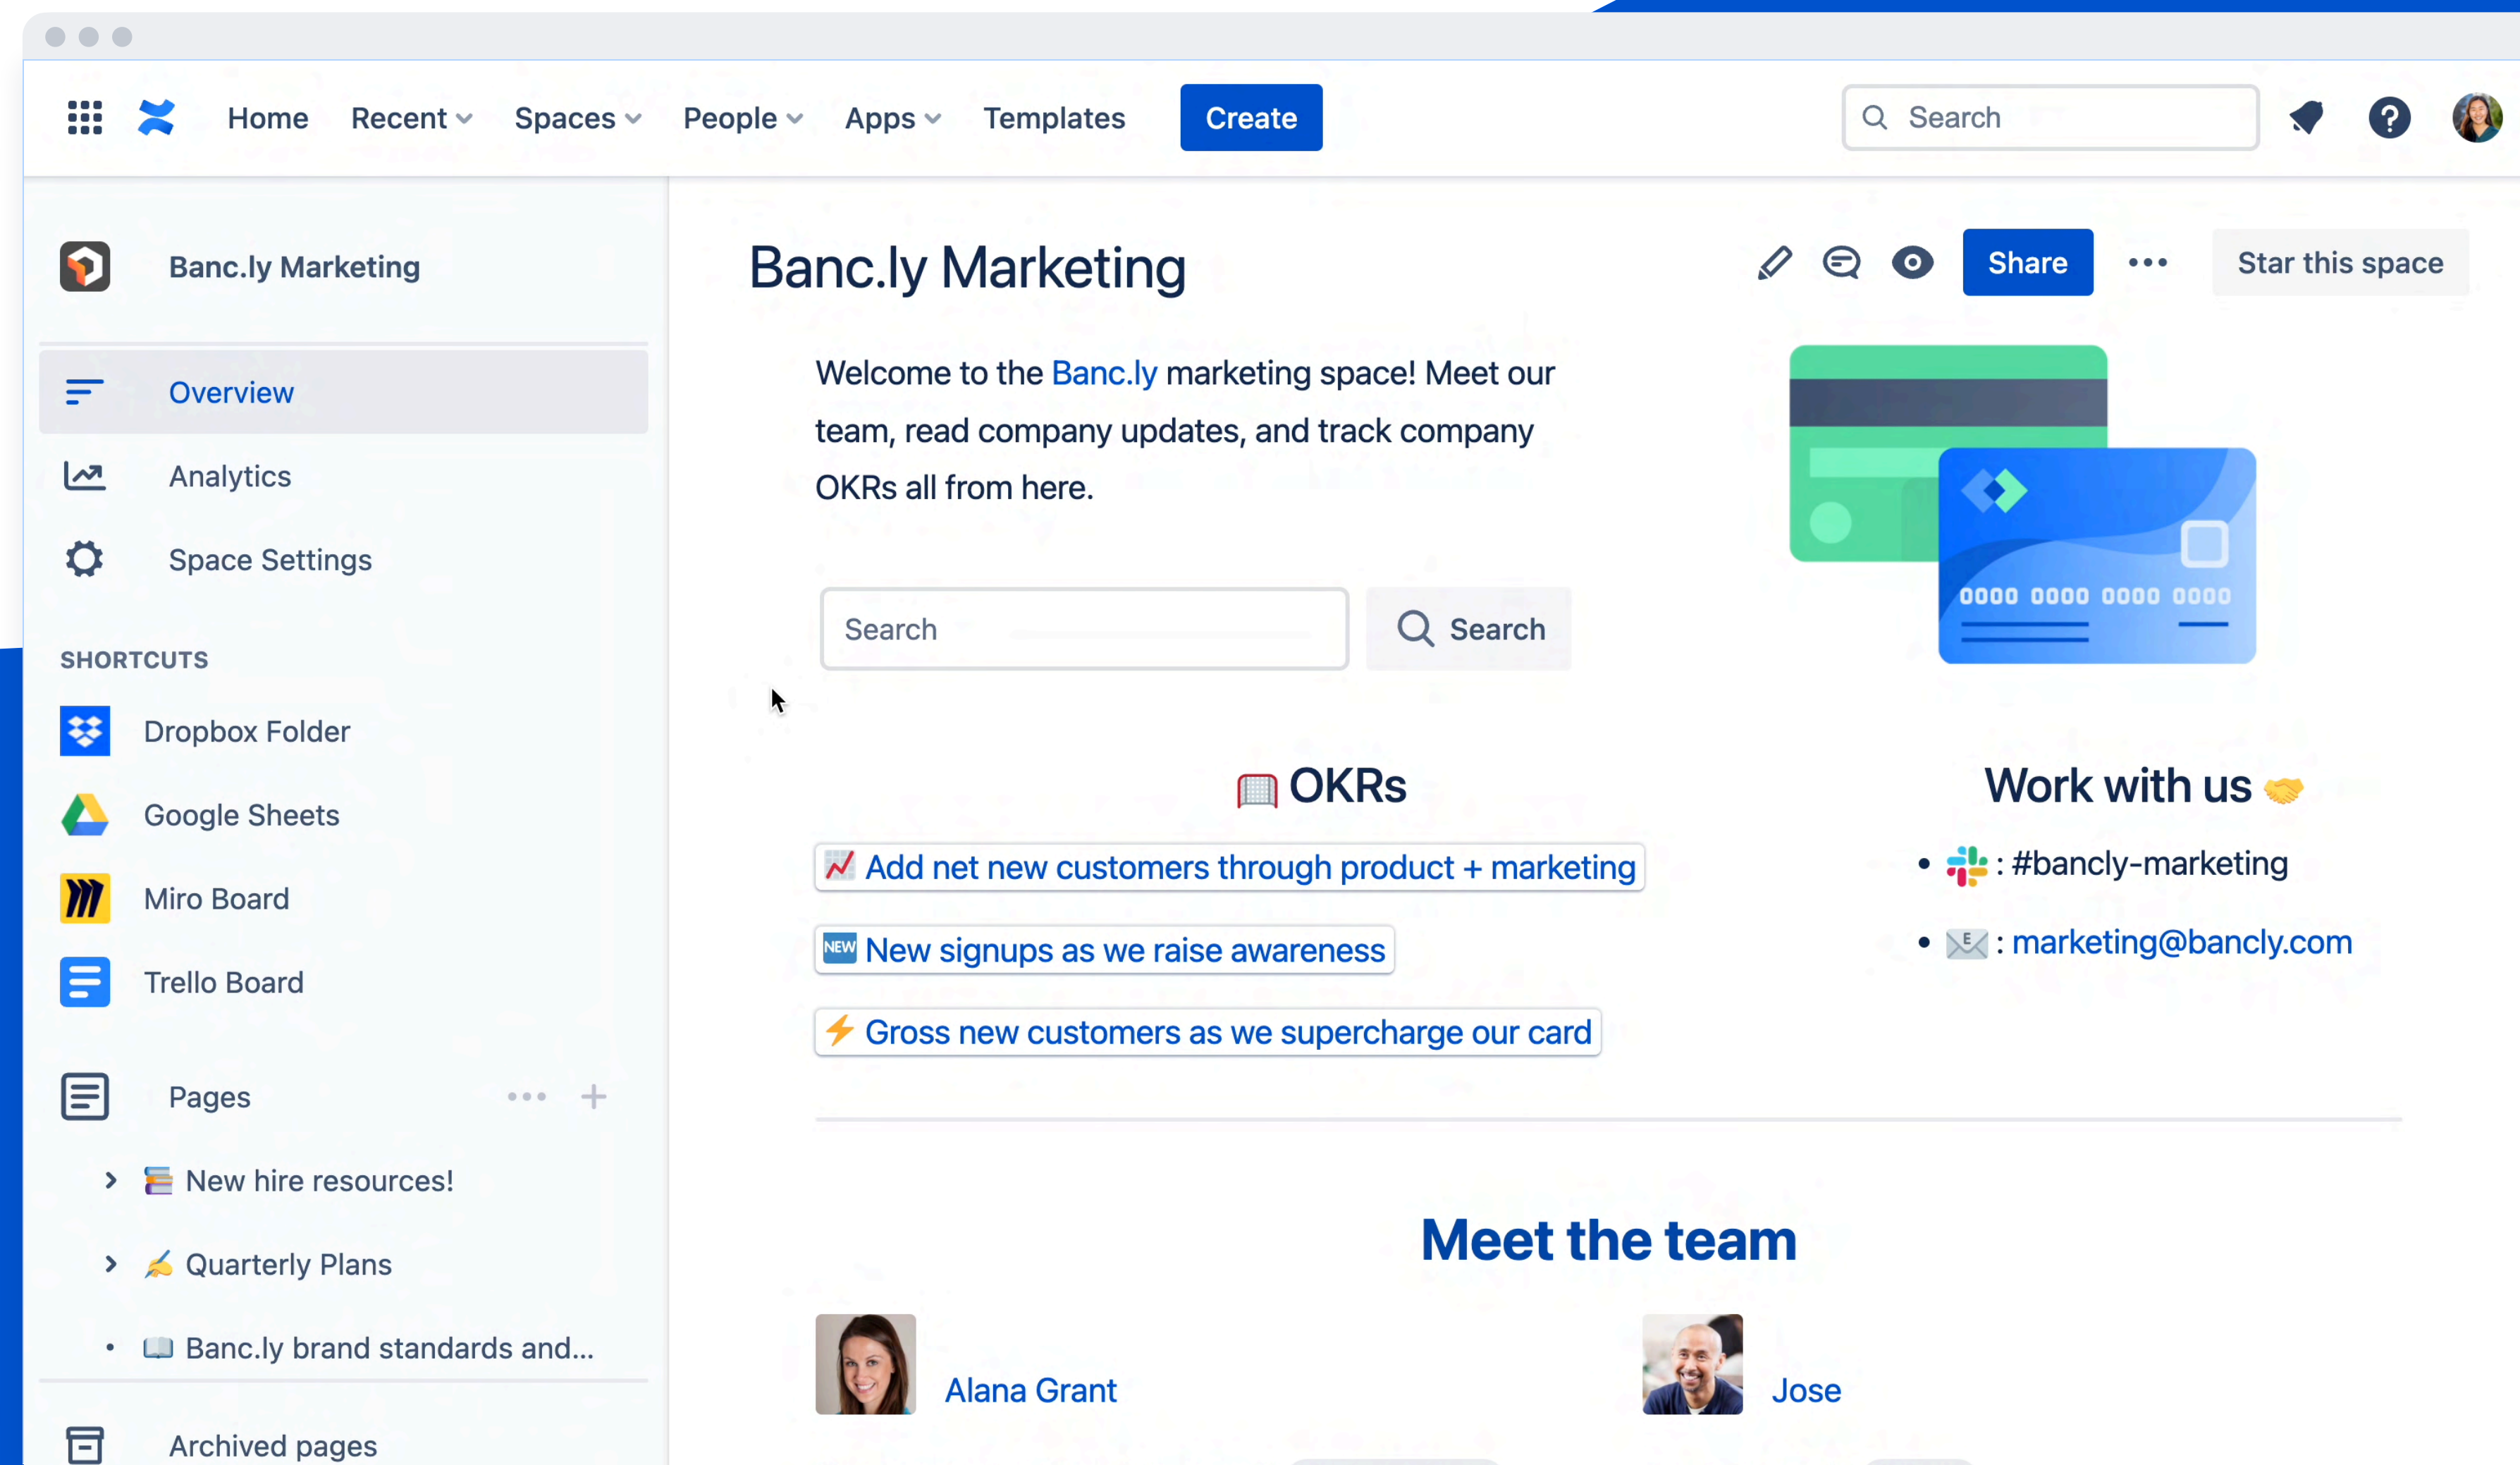 Home Recent Spaces People Apps Templates Create Search
Banc.ly Marketing
Overview
Analytics
Space Settings
SHORTCUTS
Dropbox Folder
Google Sheets
Miro Board
Trello Board
Pages
New hire resources!
Quarterly Plans
Banc.ly brand standards and...
Archived pages
Banc.ly Marketing
Share
Star this space
Welcome to the Banc.ly marketing space! Meet our
team, read company updates, and track company
OKRs all from here.
Search
Search
0000 0000 0000 0000
OKRs
Add net new customers through product + marketing
NEW New signups as we raise awareness
Gross new customers as we supercharge our card
Work with us
: #bancly-marketing
E : marketing@bancly.com
Meet the team
Alana Grant
Jose